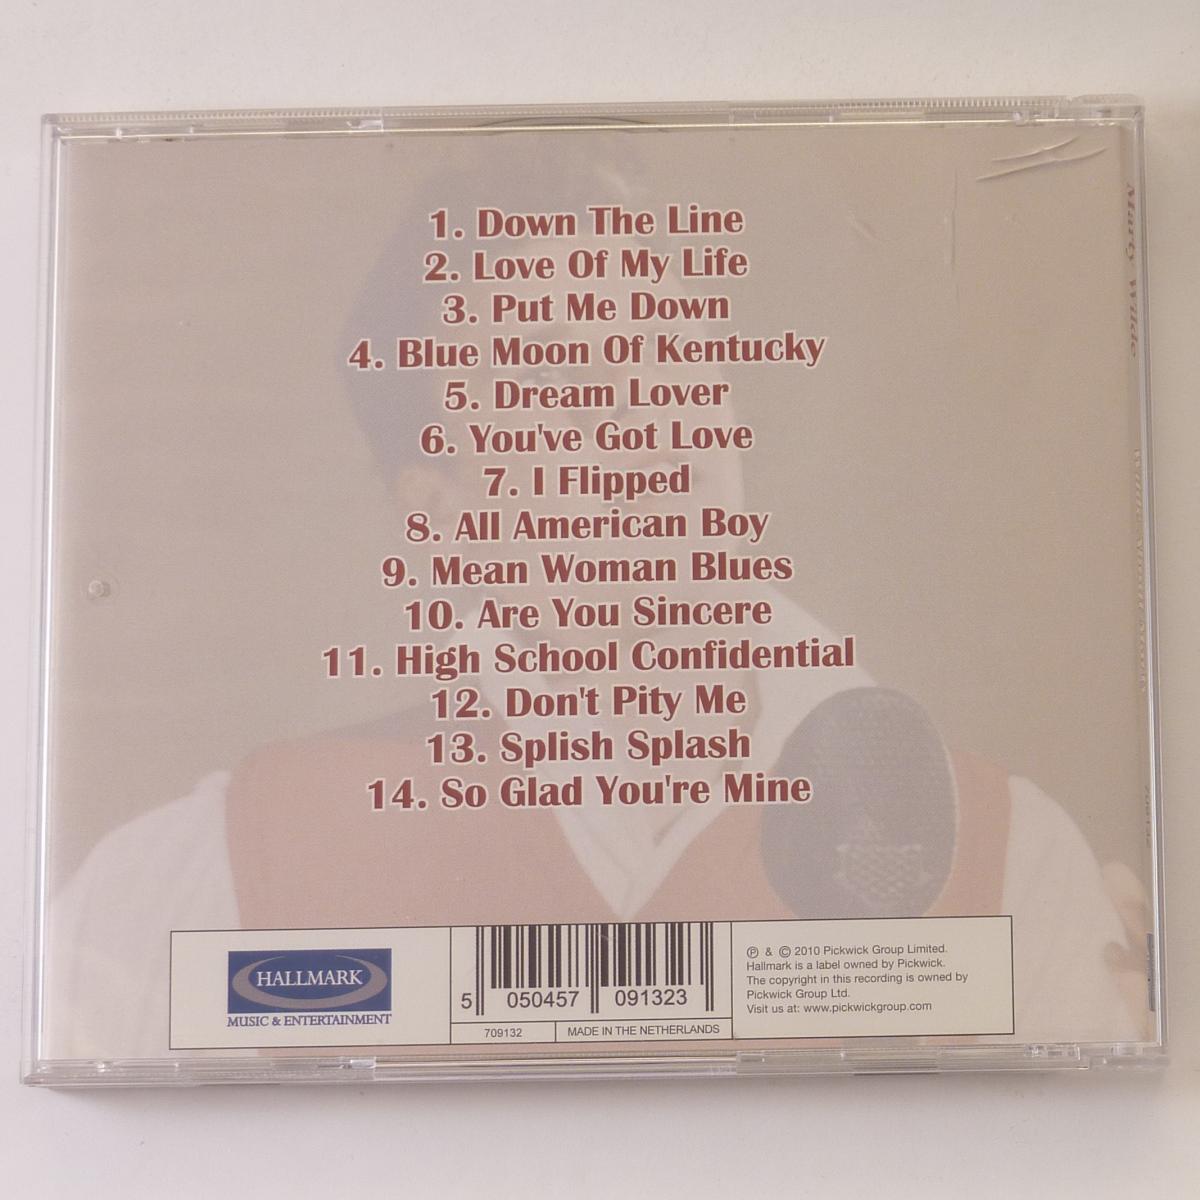 1. Down The Line
2. Love Of My Life
3. Put Me Down
4. Blue Moon Of Kentucky
5. Dream Lover
6. You've Got Love
7. I Flipped
8. All American Boy
9. Mean Woman Blues
10. Are You Sincere
11. High School Confidential
12. Don't Pity Me
13. Splish Splash
14. So Glad You're Mine
HALLMARK
MUSIC & ENTERTAINMENT
5 050457 091323
709132
MADE IN THE NETHERLANDS
℗ & © 2010 Pickwick Group Limited.
Hallmark is a label owned by Pickwick.
The copyright in this recording is owned by
Pickwick Group Ltd.
Visit us at: www.pickwickgroup.com
Marty Wilde
709132